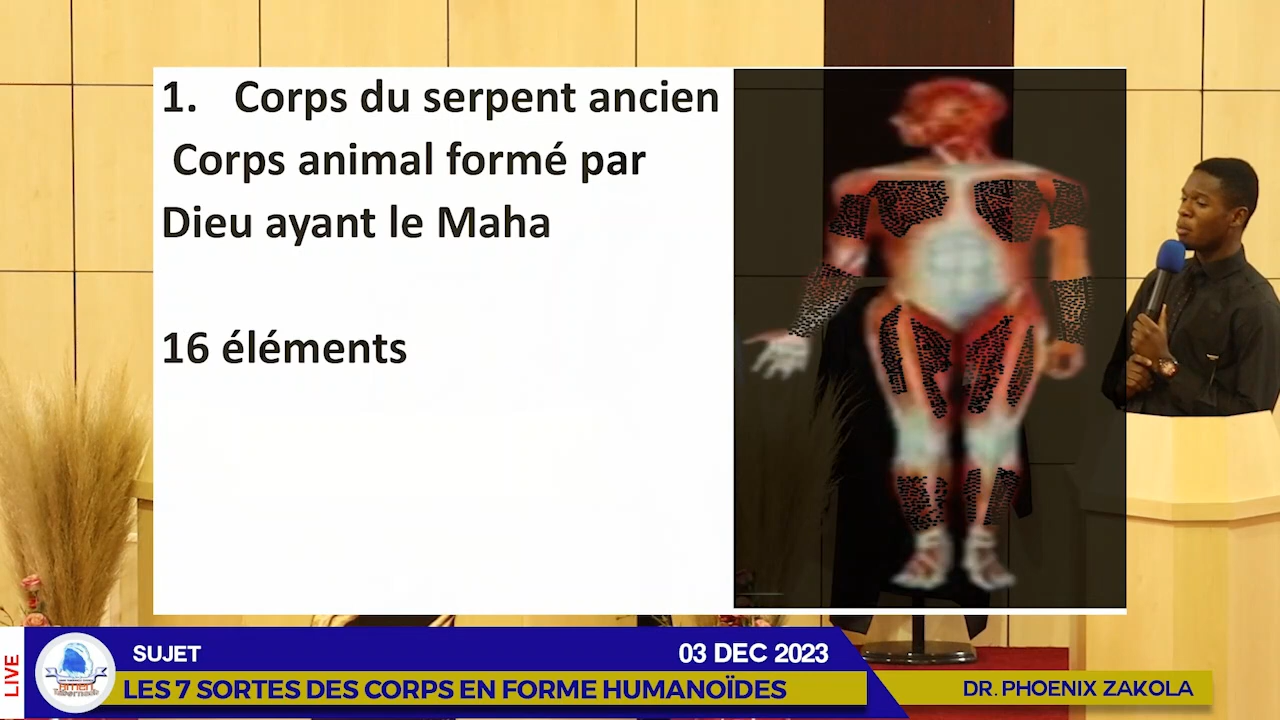 1. Corps du serpent ancien
Corps animal formé par
Dieu ayant le Maha
16 éléments
LIVE
SUJET
03 DEC 2023
LES 7 SORTES DES CORPS EN FORME HUMANOÏDES
DR. PHOENIX ZAKOLA